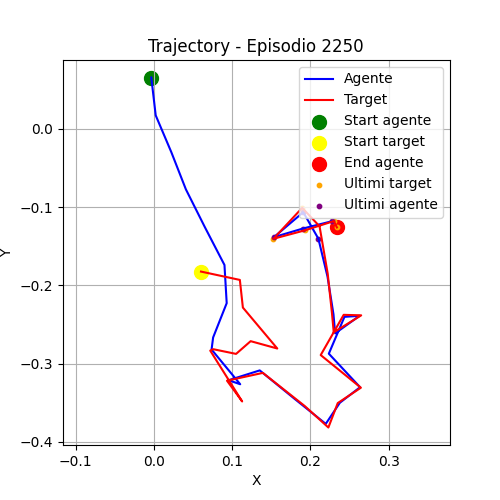 Trajectory - Episodio 2250
Agente
Target
Start agente
Start target
End agente
Ultimi target
Ultimi agente
Y
0.0
−0.1
−0.2
−0.3
−0.4
−0.1
0.0
0.1
0.2
0.3
X